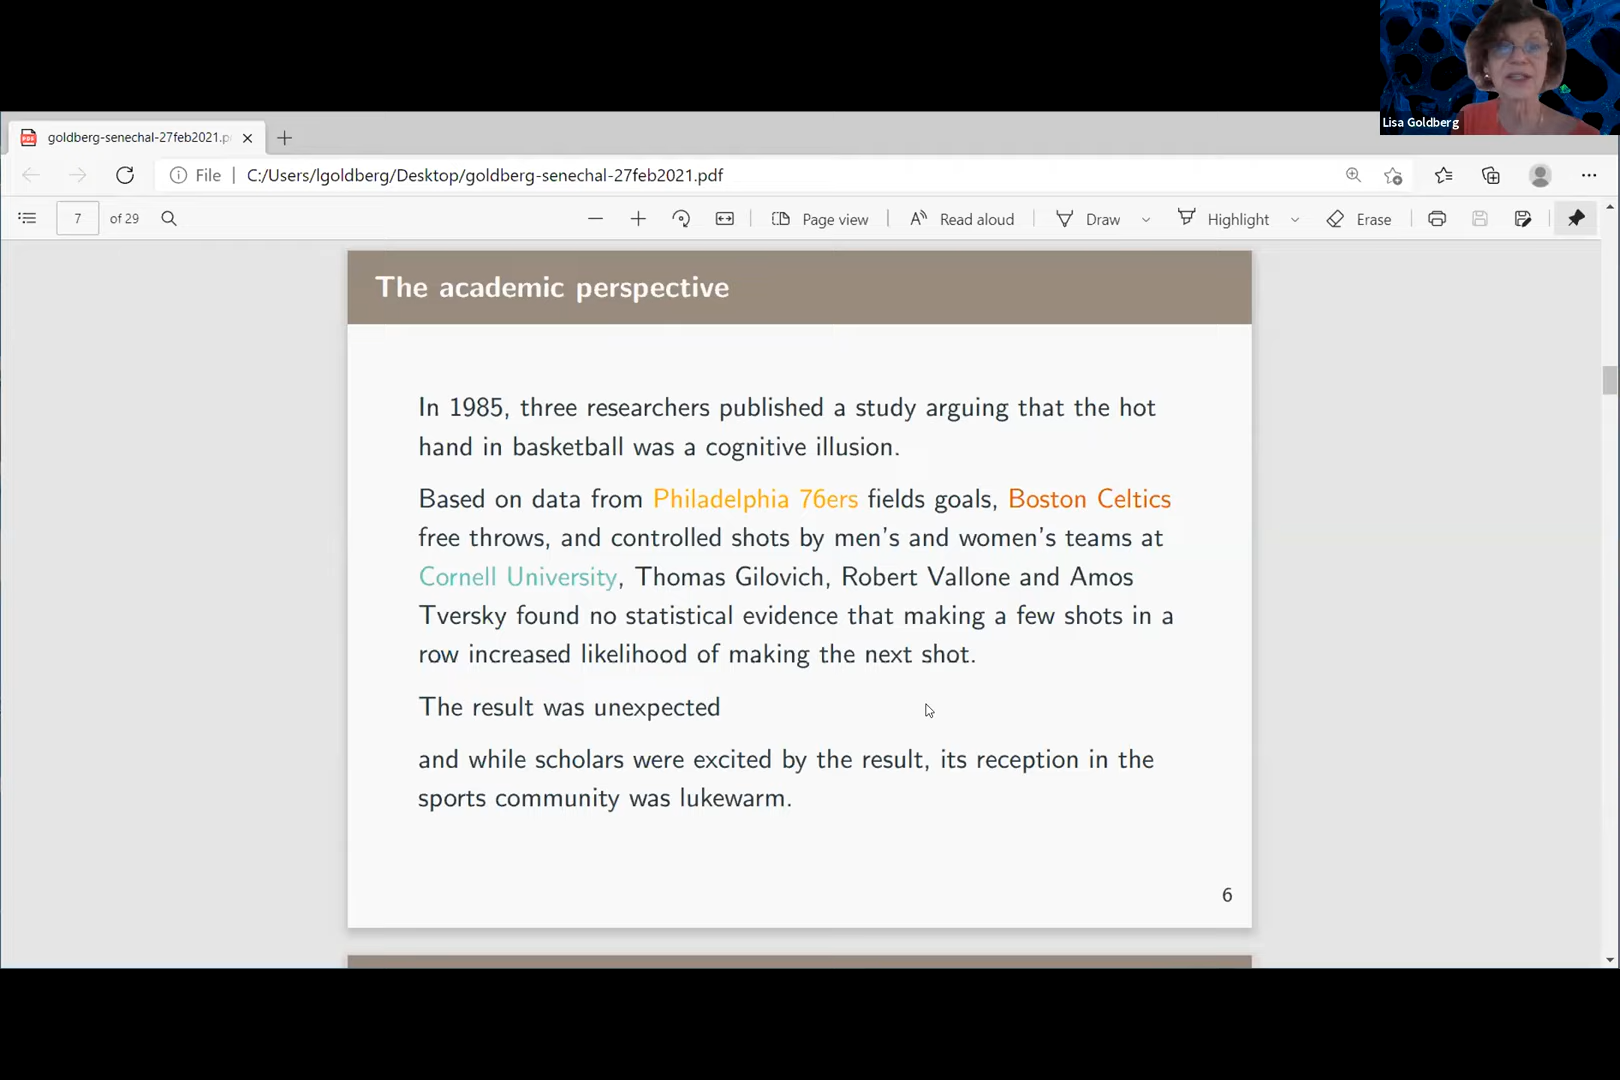 Lisa Goldberg
goldberg-senechal-27feb2021.p
File
C:/Users/lgoldberg/Desktop/goldberg-senechal-27feb2021.pdf
7 of 29
Page view
Read aloud
Draw
Highlight
Erase
The academic perspective
In 1985, three researchers published a study arguing that the hot
hand in basketball was a cognitive illusion.
Based on data from Philadelphia 76ers fields goals, Boston Celtics
free throws, and controlled shots by men's and women's teams at
Cornell University, Thomas Gilovich, Robert Vallone and Amos
Tversky found no statistical evidence that making a few shots in a
row increased likelihood of making the next shot.
The result was unexpected
and while scholars were excited by the result, its reception in the
sports community was lukewarm.
6